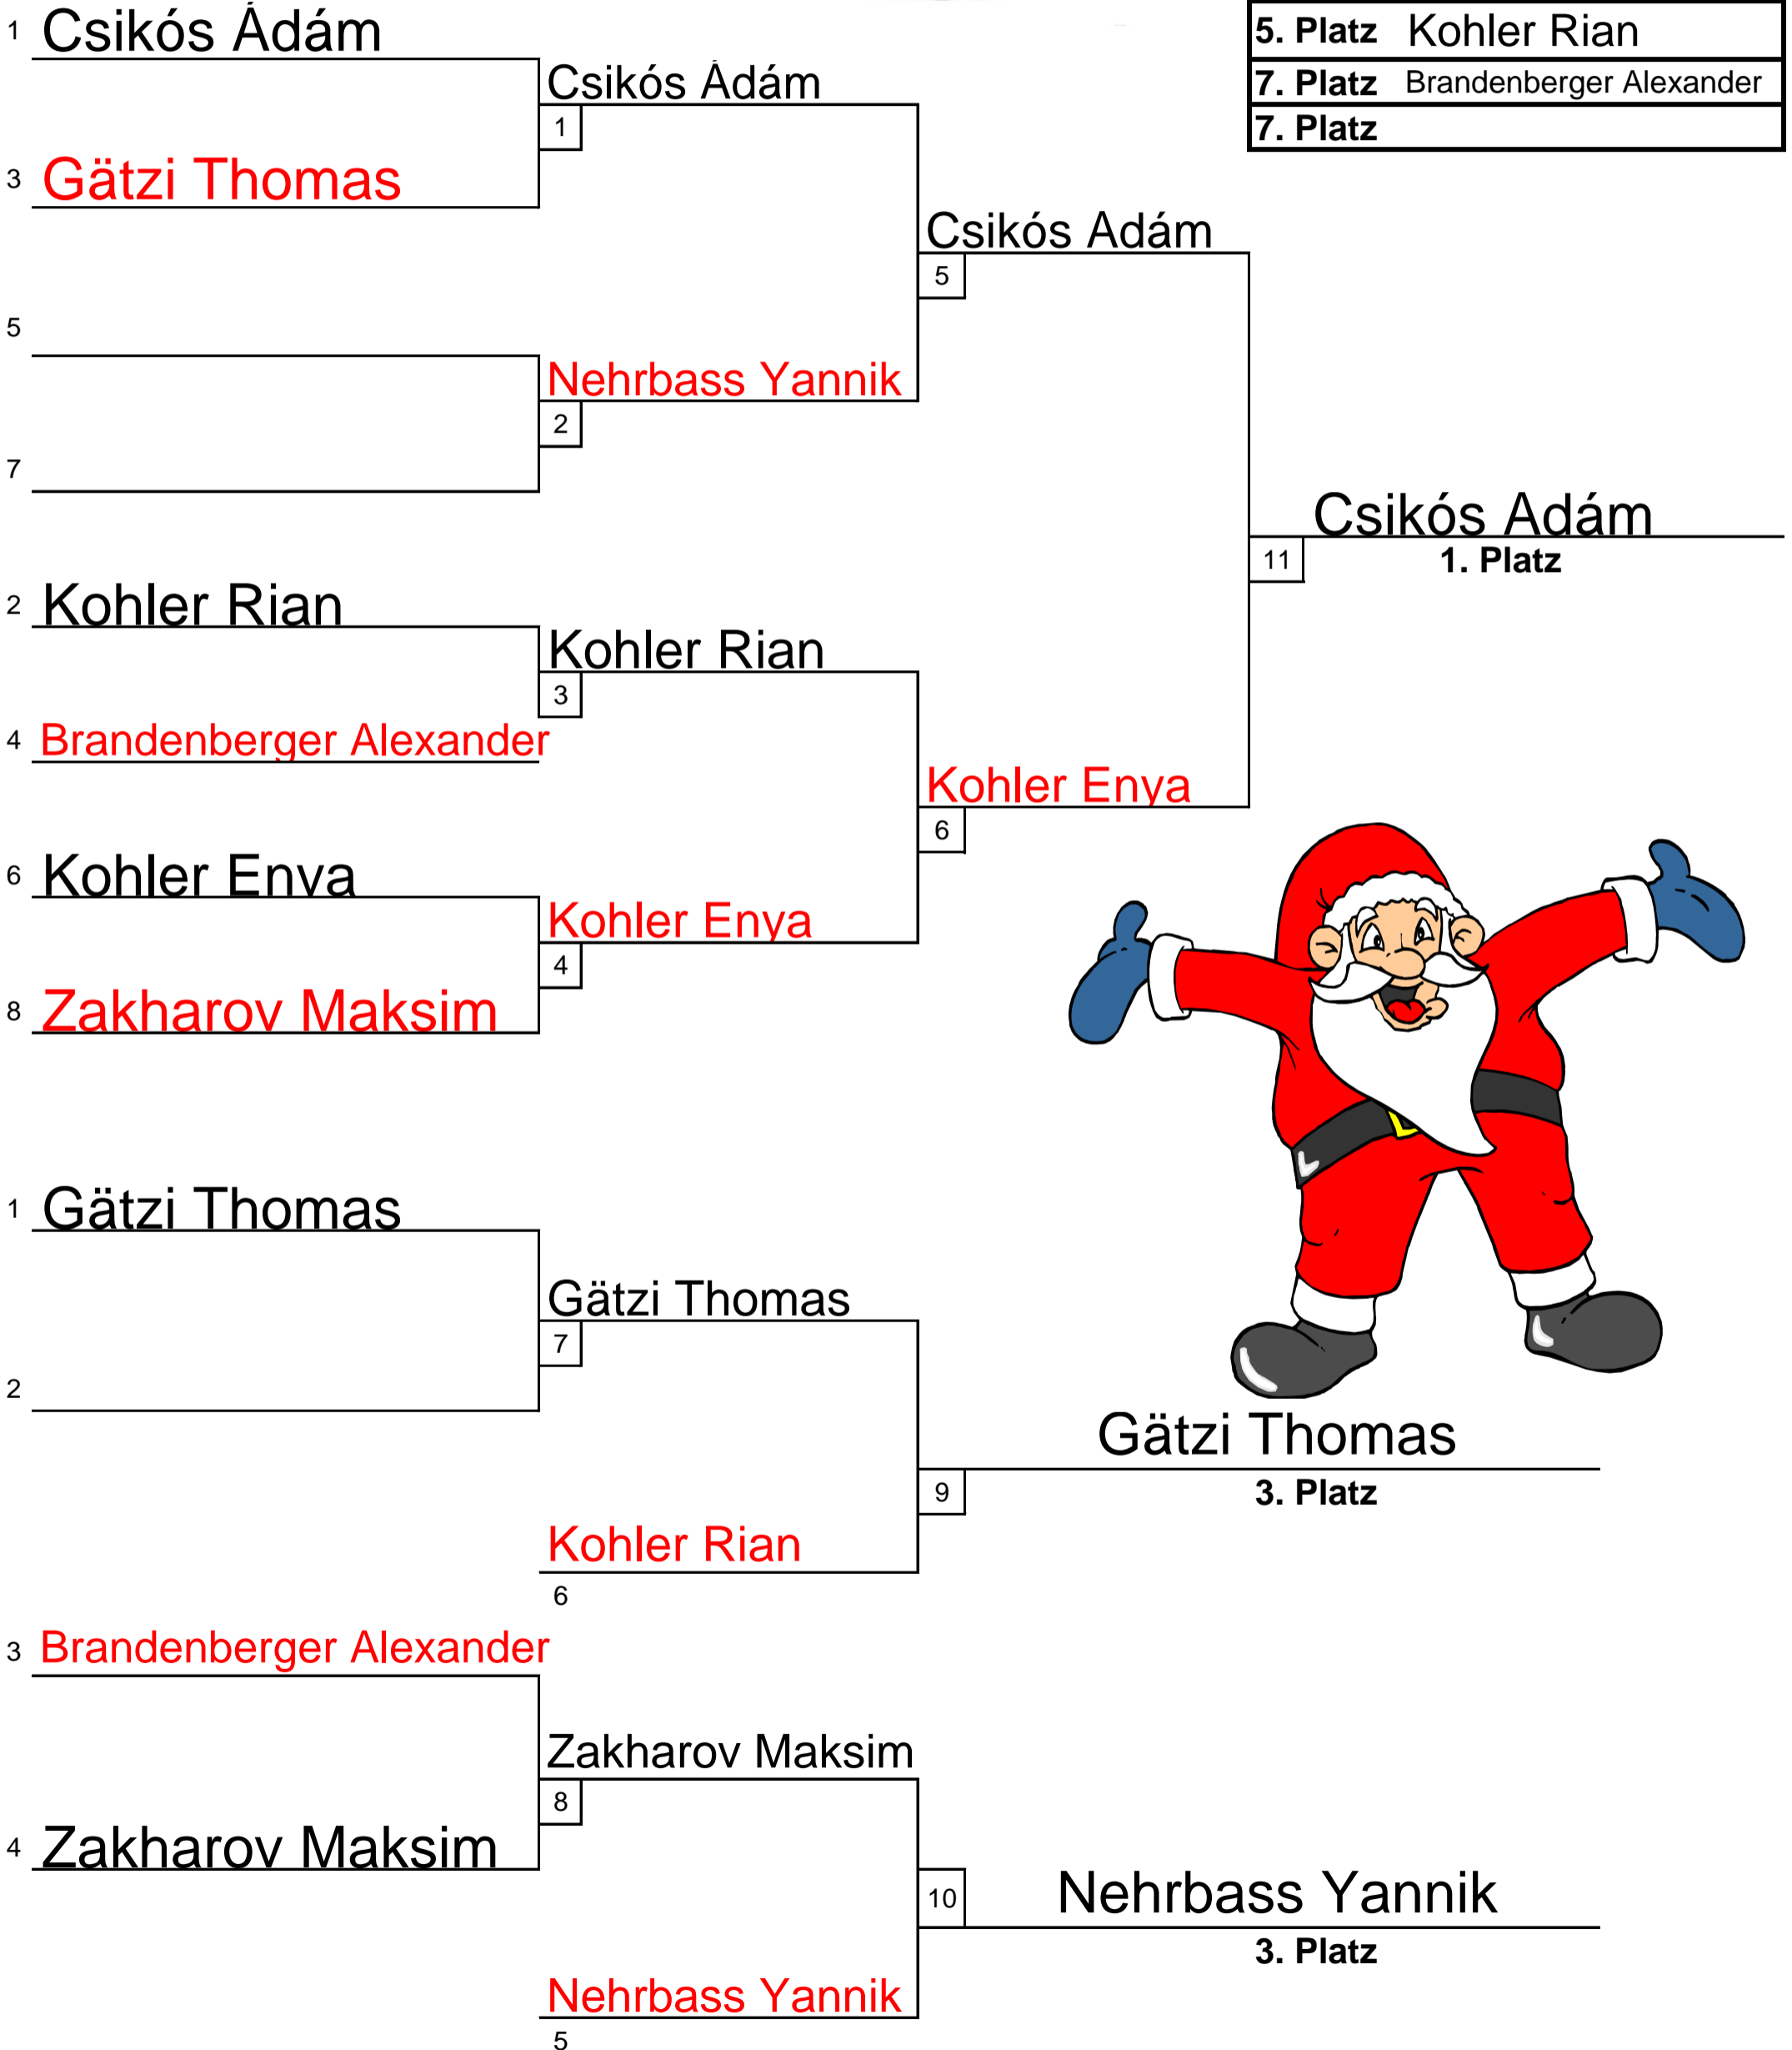 1 Csikós Ádám
5. Platz Kohler Rian
Csikós Ádám
7. Platz Brandenberger Alexander
1
7. Platz
3 Gätzi Thomas
Csikós Adám
5
5
Nehrbass Yannik
2
7
Csikós Adám
11 1. Platz
2 Kohler Rian
Kohler Rian
3
4 Brandenberger Alexander
Kohler Enya
6
6 Kohler Enya
Kohler Enya
4
8 Zakharov Maksim
1 Gätzi Thomas
Gätzi Thomas
7
2
Gätzi Thomas
9 3. Platz
Kohler Rian
6
3 Brandenberger Alexander
Zakharov Maksim
8
4 Zakharov Maksim
10 Nehrbass Yannik
3. Platz
Nehrbass Yannik
5